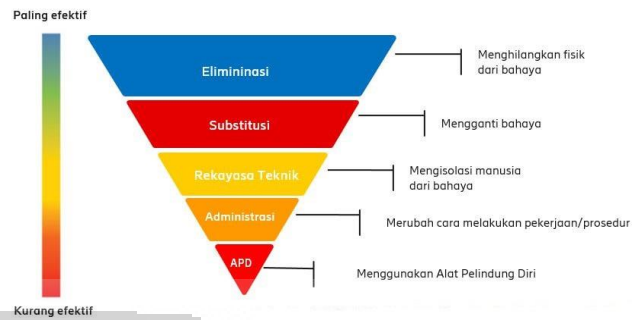 Paling efektif
Elimininasi
Menghilangkan fisik
dari bahaya
Substitusi
Mengganti bahaya
Rekayasa Teknik
Mengisolasi manusia
dari bahaya
Administrasi
Merubah cara melakukan pekerjaan/prosedur
APD
Menggunakan Alat Pelindung Diri
Kurang efektif